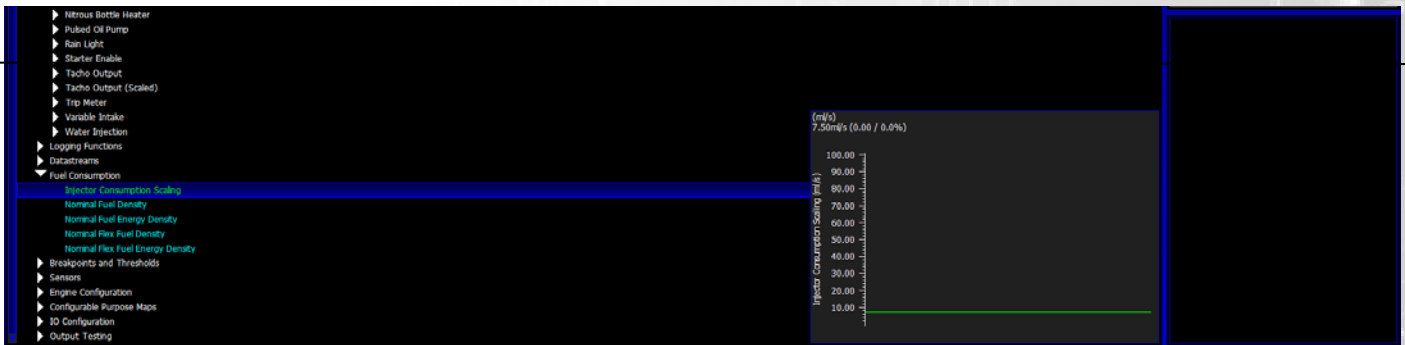 Nitrous Bottle Heater
Pulsed Oil Pump
Rain Light
Starter Enable
Tacho Output
Tacho Output (Scaled)
Trip Meter
Variable Intake
Water Injection
Logging Functions
Datastreams
Fuel Consumption
Injector Consumption Scaling
Nominal Fuel Density
Nominal Fuel Energy Density
Nominal Flex Fuel Density
Nominal Flex Fuel Energy Density
Breakpoints and Thresholds
Sensors
Engine Configuration
Configurable Purpose Maps
IO Configuration
Output Testing
(ml/s)
7.50ml/s (0.00 / 0.0%)
Injector Consumption Scaling (ml/s)
100.00
90.00
80.00
70.00
60.00
50.00
40.00
30.00
20.00
10.00